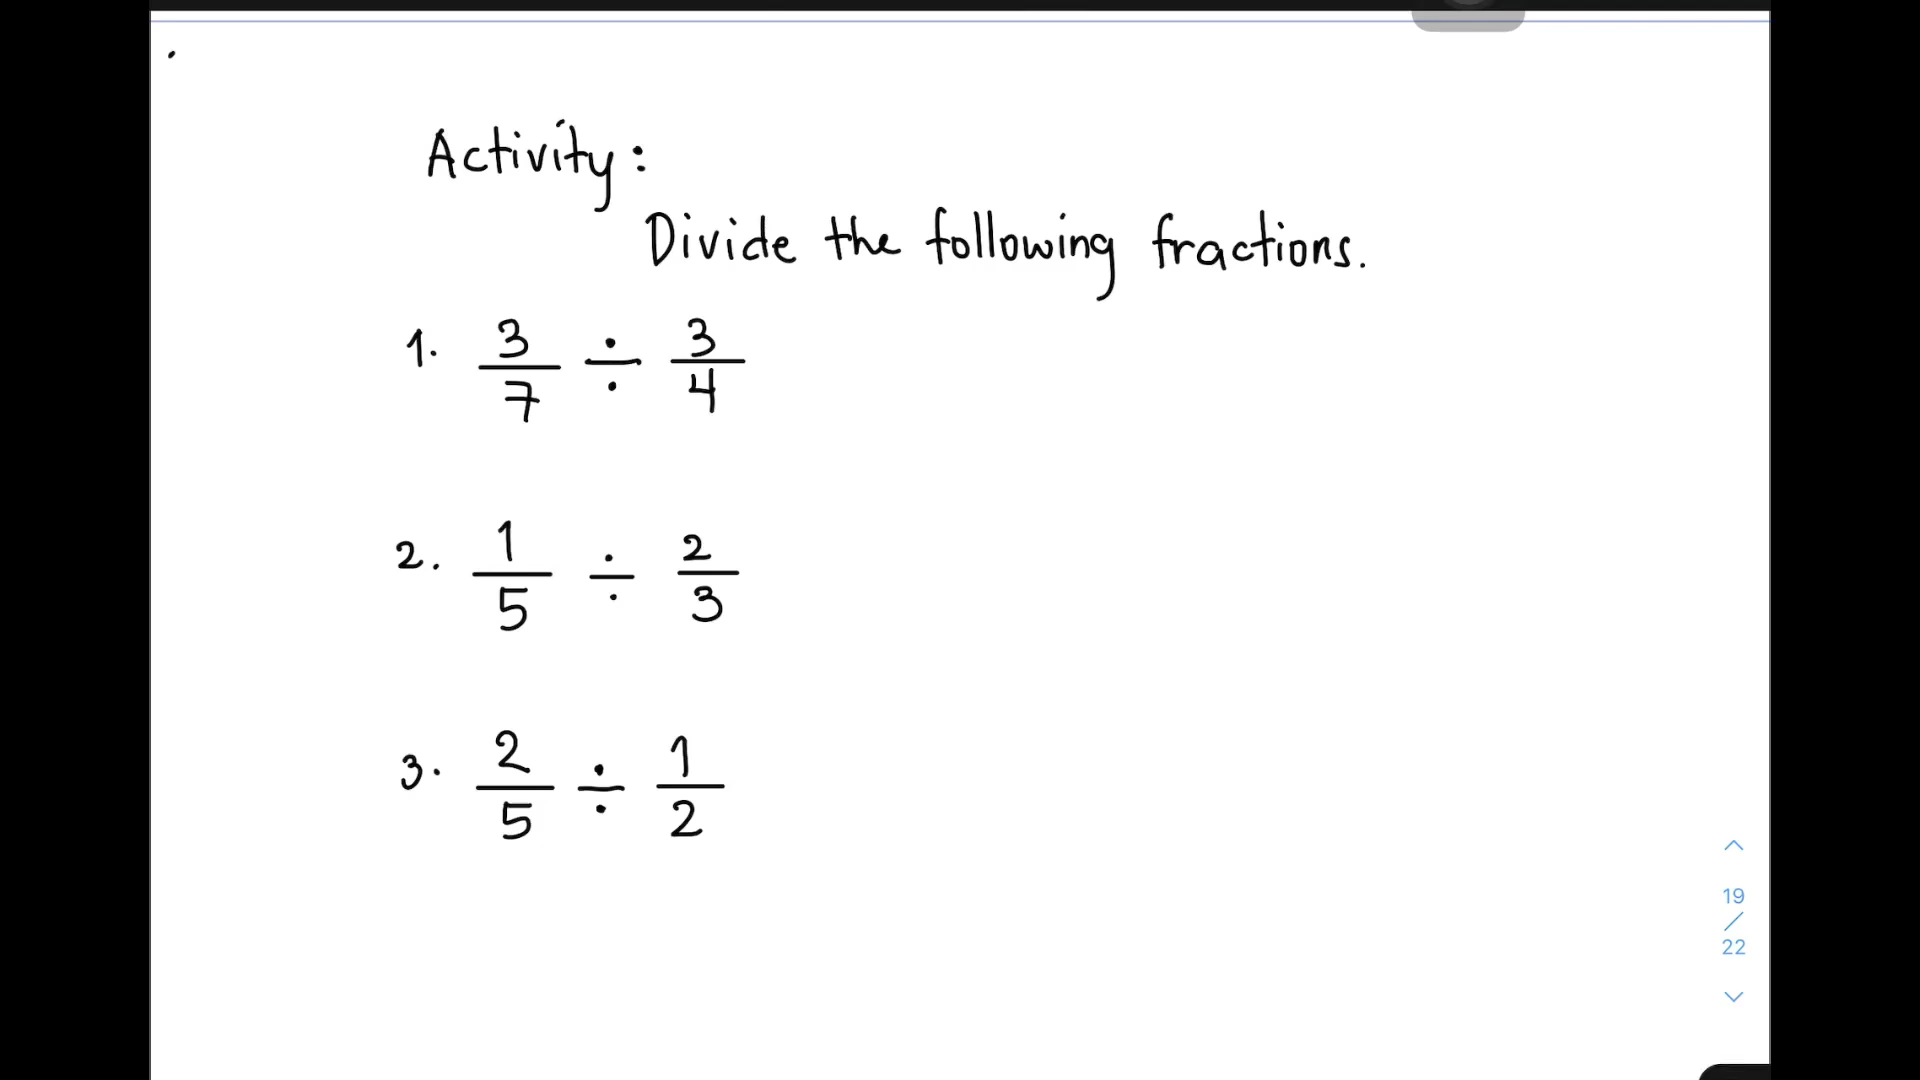 Activity:
Divide the following fractions.
1. 3/7 ÷ 3/4
2. 1/5 ÷ 2/3
3. 2/5 ÷ 1/2
19
/
22